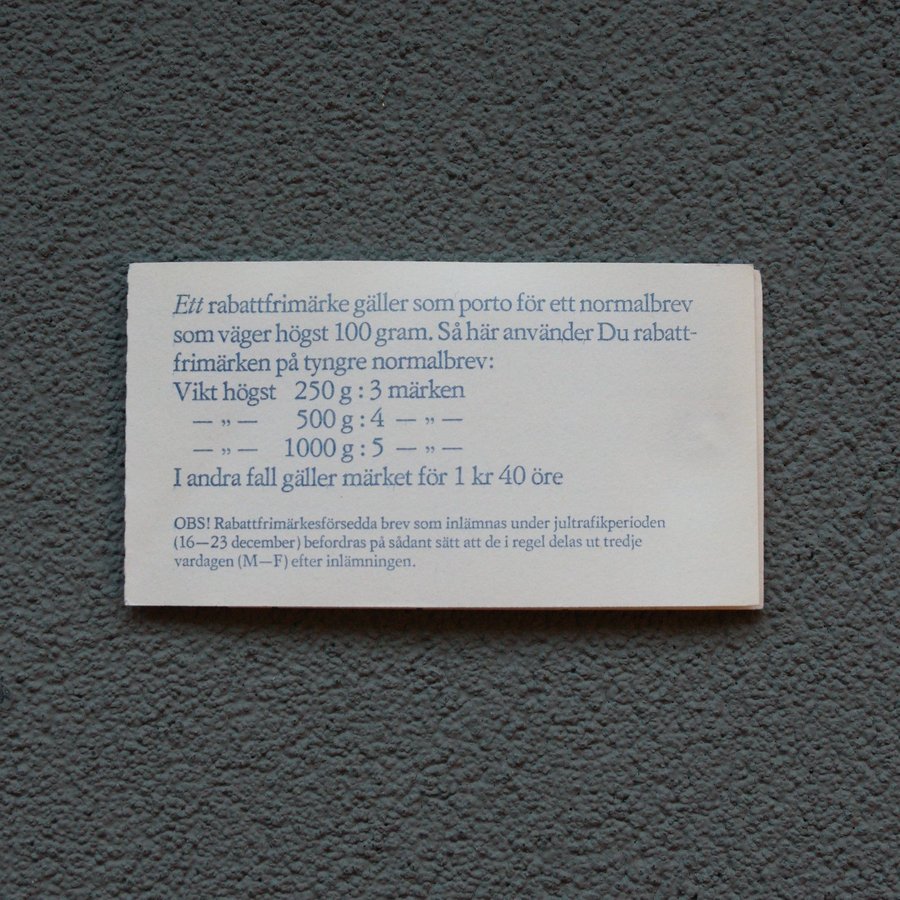 Ett rabattfrimärke gäller som porto för ett normalbrev
som väger högst 100 gram. Så här använder Du rabatt-
frimärken på tyngre normalbrev:
Vikt högst 250 g : 3 märken
— „ — 500 g : 4 — „ —
— „ — 1000 g : 5 — „ —
I andra fall gäller märket för 1 kr 40 öre
OBS! Rabattfrimärkesförsedda brev som inlämnas under jultrafikperioden
(16—23 december) befordras på sådant sätt att de i regel delas ut tredje
vardagen (M—F) efter inlämningen.